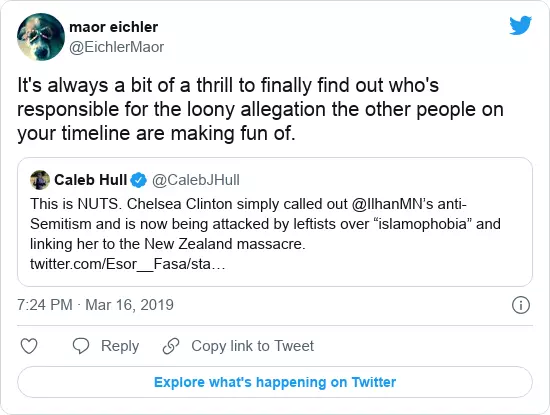 maor eichler
@EichlerMaor
It's always a bit of a thrill to finally find out who's
responsible for the loony allegation the other people on
your timeline are making fun of.
Caleb Hull @CalebJHull
This is NUTS. Chelsea Clinton simply called out @IlhanMN’s anti-
Semitism and is now being attacked by leftists over “islamophobia” and
linking her to the New Zealand massacre.
twitter.com/Esor__Fasa/sta…
7:24 PM · Mar 16, 2019
Reply
Copy link to Tweet
Explore what's happening on Twitter